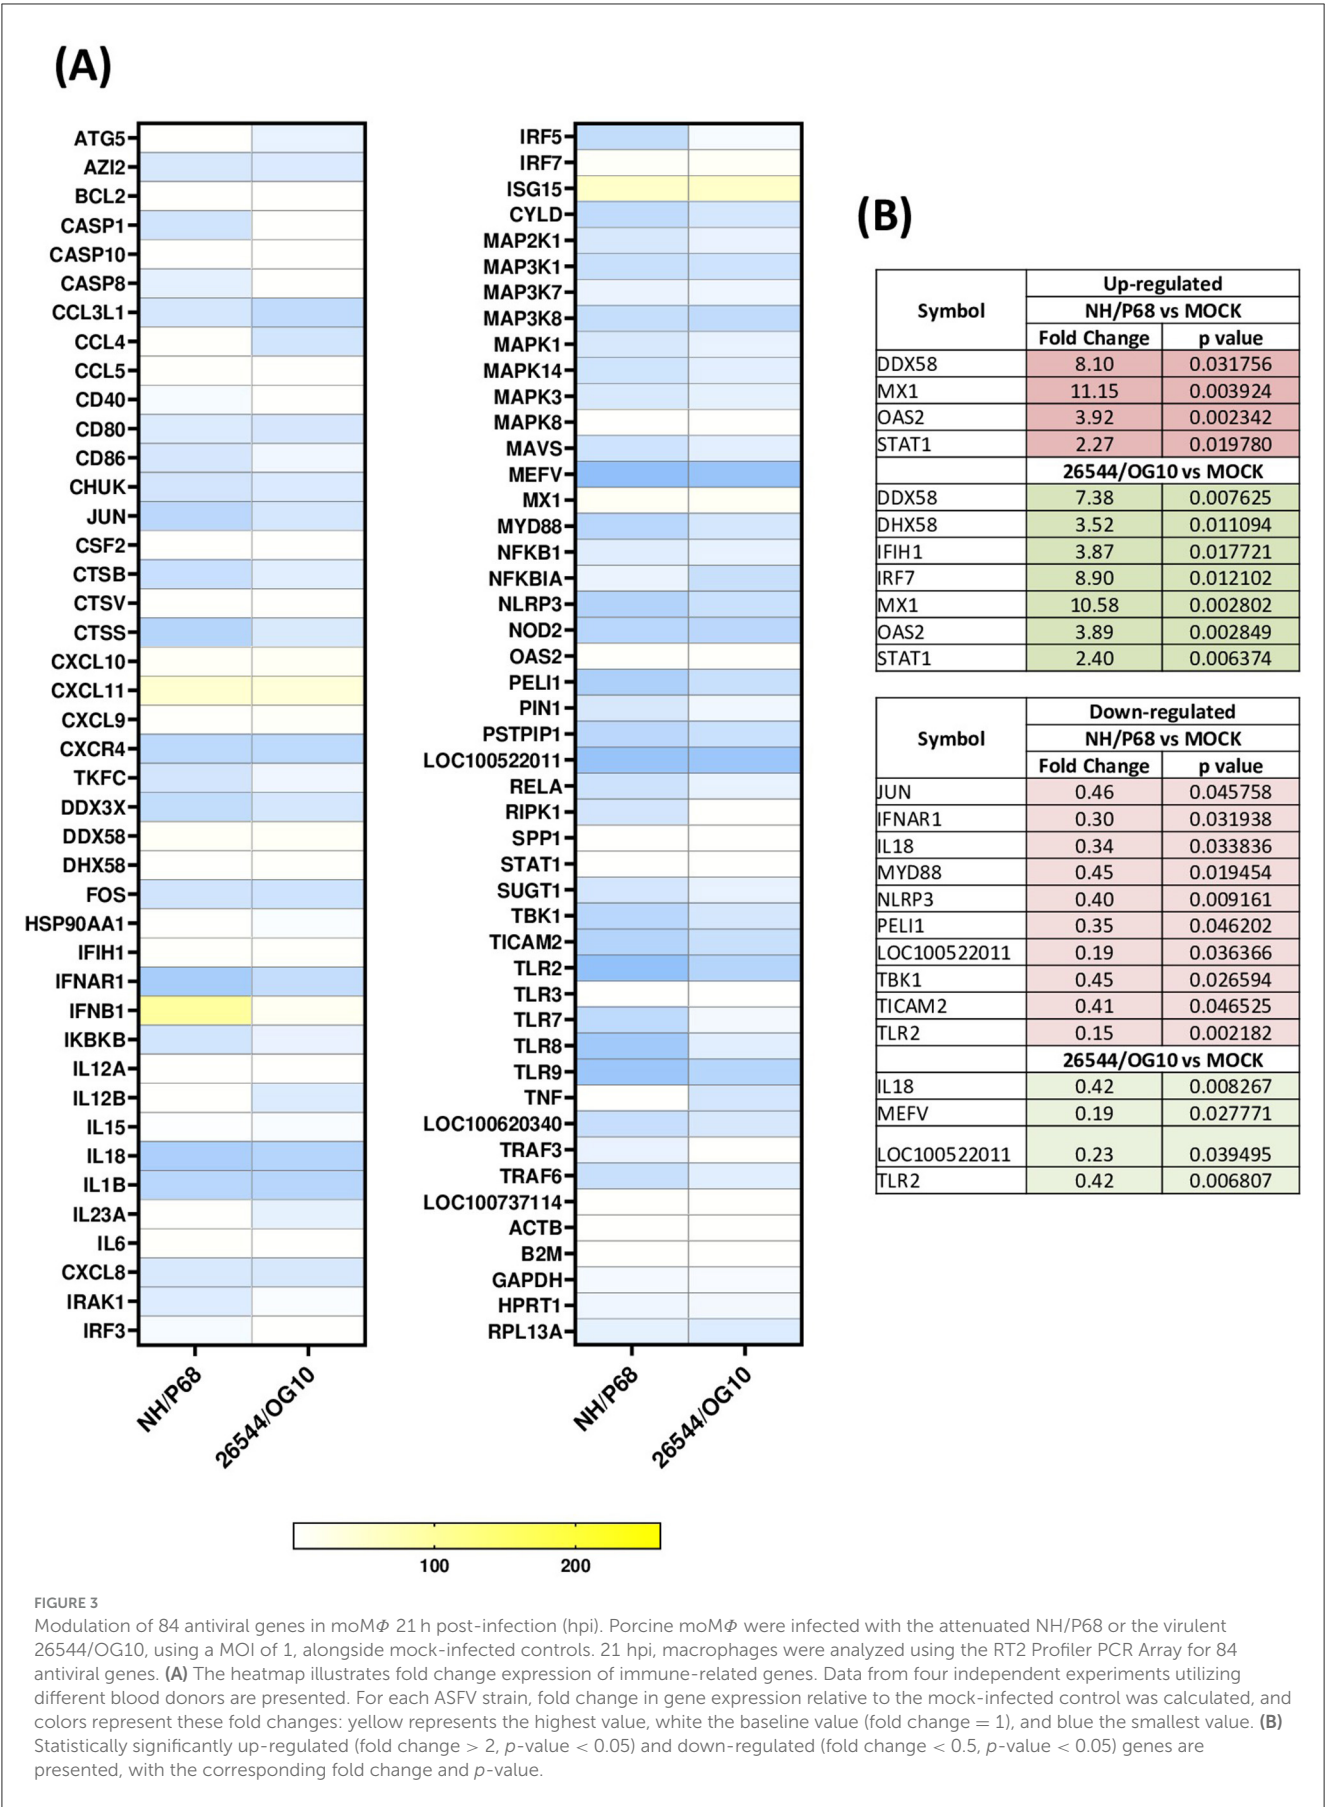 (A)
ATG5
AZI2
BCL2
CASP1
CASP10
CASP8
CCL3L1
CCL4
CCL5
CD40
CD80
CD86
CHUK
JUN
CSF2
CTSB
CTSV
CTSS
CXCL10
CXCL11
CXCL9
CXCR4
TKFC
DDX3X
DDX58
DHX58
FOS
HSP90AA1
IFIH1
IFNAR1
IFNB1
IKBKB
IL12A
IL12B
IL15
IL18
IL1B
IL23A
IL6
CXCL8
IRAK1
IRF3
NH/P68
26544/OG10
IRF5
IRF7
ISG15
CYLD
MAP2K1
MAP3K1
MAP3K7
MAP3K8
MAPK1
MAPK14
MAPK3
MAPK8
MAVS
MEFV
MX1
MYD88
NFKB1
NFKBIA
NLRP3
NOD2
OAS2
PELI1
PIN1
PSTPIP1
LOC100522011
RELA
RIPK1
SPP1
STAT1
SUGT1
TBK1
TICAM2
TLR2
TLR3
TLR7
TLR8
TLR9
TNF
LOC100620340
TRAF3
TRAF6
LOC100737114
ACTB
B2M
GAPDH
HPRT1
RPL13A
NH/P68
26544/OG10
100 200
(B)
Symbol
Up-regulated
NH/P68 vs MOCK
Fold Change p value
DDX58 8.10 0.031756
MX1 11.15 0.003924
OAS2 3.92 0.002342
STAT1 2.27 0.019780
26544/OG10 vs MOCK
DDX58 7.38 0.007625
DHX58 3.52 0.011094
IFIH1 3.87 0.017721
IRF7 8.90 0.012102
MX1 10.58 0.002802
OAS2 3.89 0.002849
STAT1 2.40 0.006374
Symbol
Down-regulated
NH/P68 vs MOCK
Fold Change p value
JUN 0.46 0.045758
IFNAR1 0.30 0.031938
IL18 0.34 0.033836
MYD88 0.45 0.019454
NLRP3 0.40 0.009161
PELI1 0.35 0.046202
LOC100522011 0.19 0.036366
TBK1 0.45 0.026594
TICAM2 0.41 0.046525
TLR2 0.15 0.002182
26544/OG10 vs MOCK
IL18 0.42 0.008267
MEFV 0.19 0.027771
LOC100522011 0.23 0.039495
TLR2 0.42 0.006807
FIGURE 3
Modulation of 84 antiviral genes in moMΦ 21 h post-infection (hpi). Porcine moMΦ were infected with the attenuated NH/P68 or the virulent
26544/OG10, using a MOI of 1, alongside mock-infected controls. 21 hpi, macrophages were analyzed using the RT2 Profiler PCR Array for 84
antiviral genes. (A) The heatmap illustrates fold change expression of immune-related genes. Data from four independent experiments utilizing
different blood donors are presented. For each ASFV strain, fold change in gene expression relative to the mock-infected control was calculated, and
colors represent these fold changes: yellow represents the highest value, white the baseline value (fold change = 1), and blue the smallest value. (B)
Statistically significantly up-regulated (fold change > 2, p-value < 0.05) and down-regulated (fold change < 0.5, p-value < 0.05) genes are
presented, with the corresponding fold change and p-value.